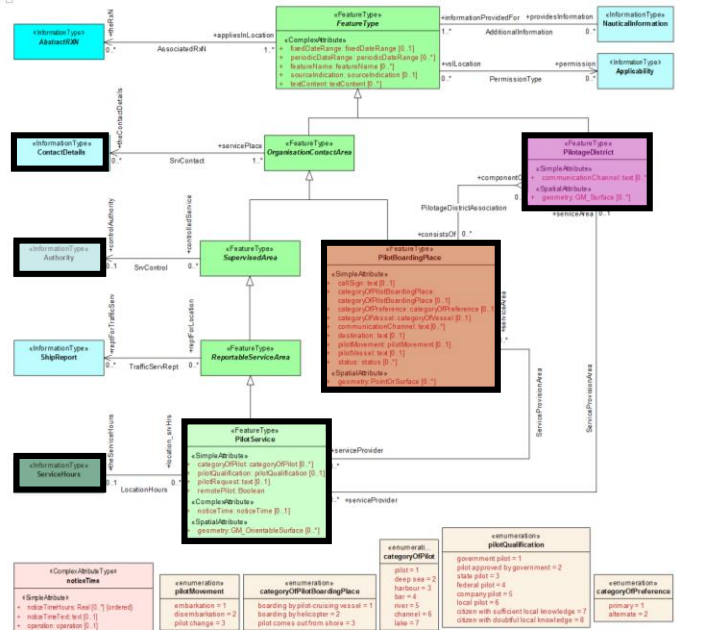 «FeatureType»
FeatureType
«ComplexAttribute»
+ fixedDateRange: fixedDateRange [0..1]
+ periodicDateRange: periodicDateRange [0..*]
+ featureName: featureName [0..*]
+ sourceIndication: sourceIndication [0..1]
+ textContent: textContent [0..*]
«InformationType»
AbstractRXN
+theRxN
0..*
+appliesInLocation
1..*
AssociatedRxN
+informationProvidedFor
1..*
+providesInformation
0..*
AdditionalInformation
«InformationType»
NauticalInformation
+vslLocation
0..*
+permission
0..*
PermissionType
«InformationType»
Applicability
«InformationType»
ContactDetails
+theContactDetails
0..*
+servicePlace
1..*
SrvContact
«FeatureType»
OrganisationContactArea
«FeatureType»
PilotageDistrict
«SimpleAttribute»
+ communicationChannel: text [0..*]
«SpatialAttribute»
+ geometry: GM_Surface [0..*]
+componentOf
PilotageDistrictAssociation
+consistsOf 0..*
+serviceArea 0..1
«InformationType»
Authority
+controlAuthority
0..1
+controlledService
0..*
SrvControl
«FeatureType»
SupervisedArea
«FeatureType»
PilotBoardingPlace
«SimpleAttribute»
callSign: text [0..1]
categoryOfPilotBoardingPlace:
categoryOfPilotBoardingPlace [0..1]
categoryOfPreference: categoryOfPreference [0..1]
categoryOfVessel: categoryOfVessel [0..1]
communicationChannel: text [0..*]
destination: text [0..1]
pilotMovement: pilotMovement [0..1]
pilotVessel: text [0..1]
status: status [0..*]
«SpatialAttribute»
geometry: PointOrSurface [0..*]
+serviceArea
0..*
«InformationType»
ShipReport
+reptForTrafficServ
0..*
+reptForLocation
0..*
TrafficServRept
«FeatureType»
ReportableServiceArea
ServiceProvisionArea
ServiceProvisionArea
«FeatureType»
PilotService
«SimpleAttribute»
+ categoryOfPilot: categoryOfPilot [0..*]
+ pilotQualification: pilotQualification [0..1]
+ pilotRequest: text [0..1]
+ remotePilot: Boolean
«ComplexAttribute»
+ noticeTime: noticeTime [0..1]
«SpatialAttribute»
+ geometry: GM_OrientableSurface [0..*]
+serviceProvider
+serviceProvider
«InformationType»
ServiceHours
+theServiceHours
0..1
+location_srvHrs
0..*
LocationHours
«ComplexAttributeType»
noticeTime
«SimpleAttribute»
+ noticeTimeHours: Real [0..*] {ordered}
+ noticeTimeText: text [0..1]
+ operation: operation [0..1]
«enumeration»
pilotMovement
embarkation = 1
disembarkation = 2
pilot change = 3
«enumeration»
categoryOfPilotBoardingPlace
boarding by pilot-cruising vessel = 1
boarding by helicopter = 2
pilot comes out from shore = 3
«enumerati...
categoryOfPilot
pilot = 1
deep sea = 2
harbour = 3
bar = 4
river = 5
channel = 6
lake = 7
«enumeration»
pilotQualification
government pilot = 1
pilot approved by government = 2
state pilot = 3
federal pilot = 4
company pilot = 5
local pilot = 6
citizen with sufficient local knowledge = 7
citizen with doubtful local knowledge = 8
«enumeration»
categoryOfPreference
primary = 1
alternate = 2